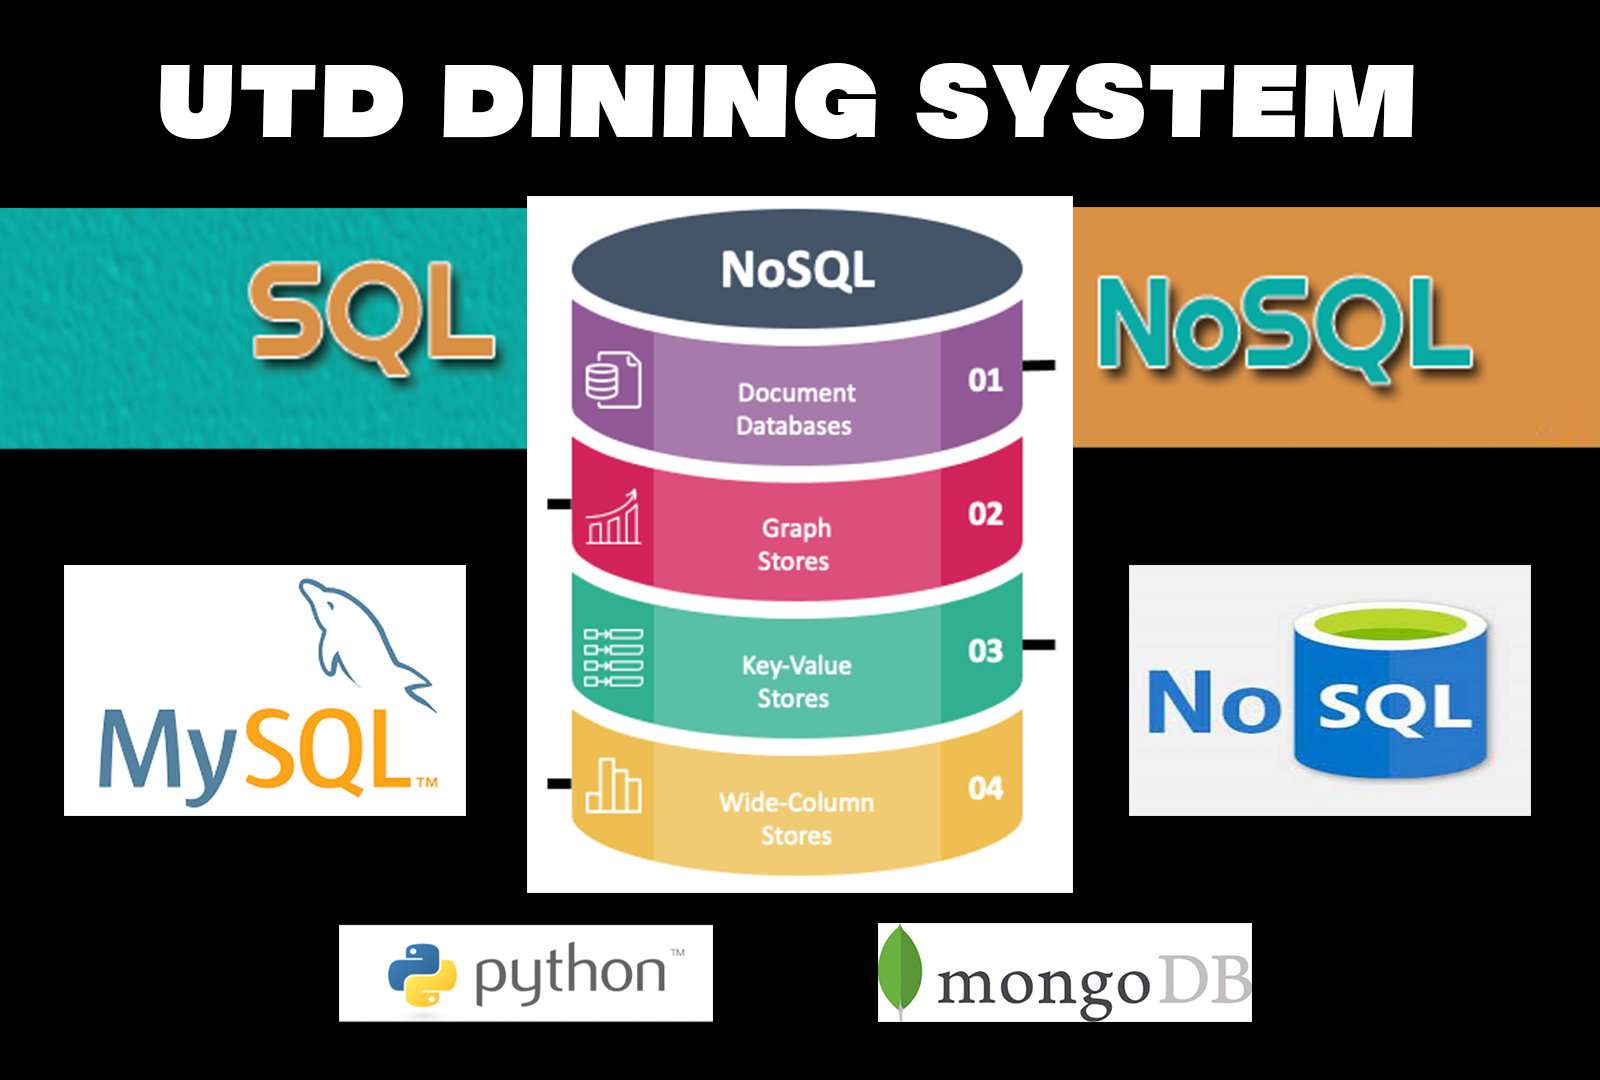 UTD DINING SYSTEM
SQL
NoSQL
NoSQL
Document
Databases
01
Graph
Stores
02
Key-Value
Stores
03
Wide-Column
Stores
04
MySQL™
No SQL
python™
mongoDB